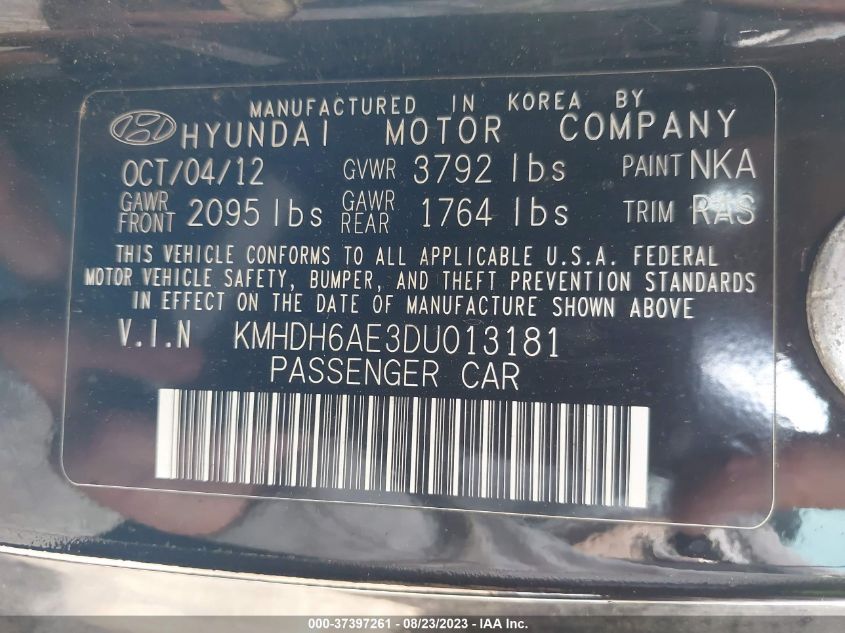 MANUFACTURED IN KOREA BY
HYUNDAI MOTOR COMPANY
OCT/04/12 GVWR 3792 lbs PAINT NKA
GAWR FRONT 2095 lbs GAWR REAR 1764 lbs TRIM RAS
THIS VEHICLE CONFORMS TO ALL APPLICABLE U.S.A. FEDERAL
MOTOR VEHICLE SAFETY, BUMPER, AND THEFT PREVENTION STANDARDS
IN EFFECT ON THE DATE OF MANUFACTURE SHOWN ABOVE
V.I.N KMHDH6AE3DU013181
PASSENGER CAR
000-37397261 - 08/23/2023 - IAA Inc.